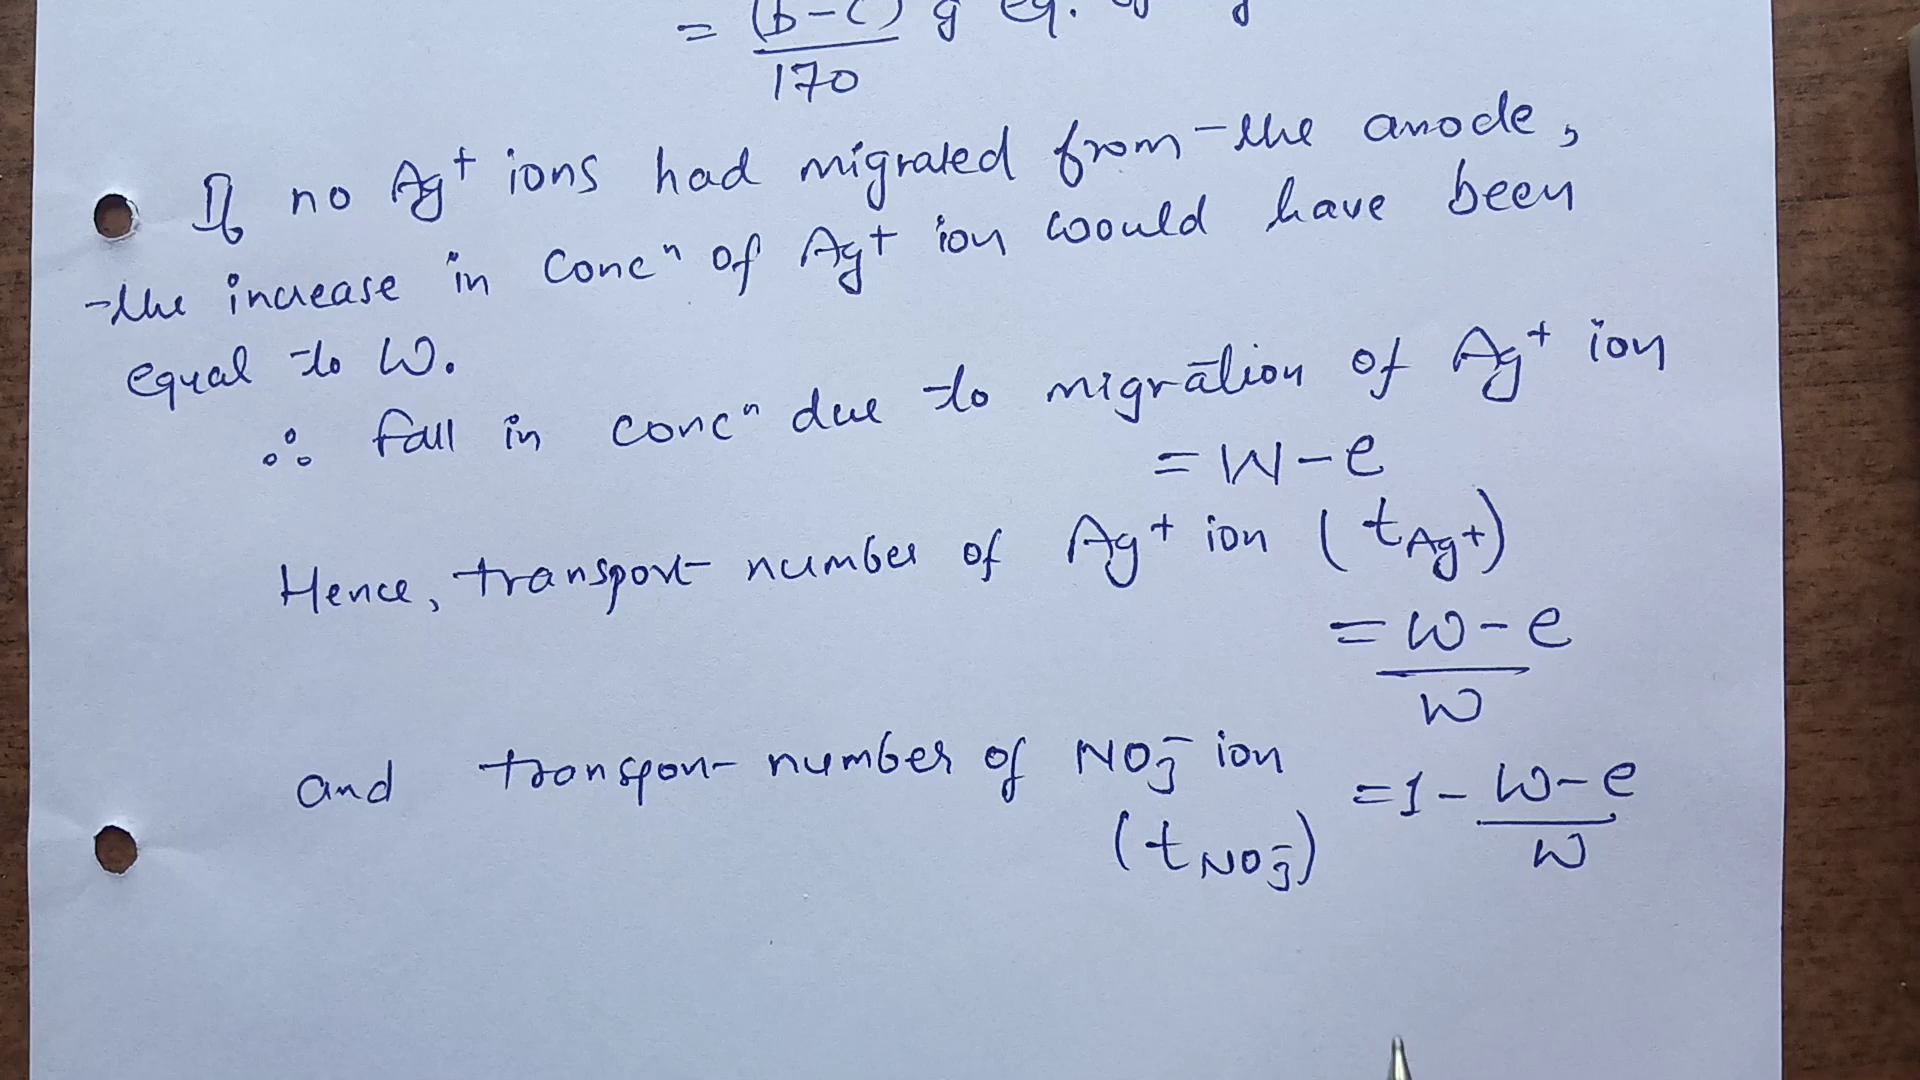 = (b-c) g eq. of
170
If no Ag+ ions had migrated from the anode,
the increase in concn of Ag+ ion would have been
equal to W.
∴ fall in concn due to migration of Ag+ ion
= W-e
Hence, transport number of Ag+ ion (tAg+)
= W-e
W
and transport number of NO3- ion = 1 - W-e
(tNO3-) W